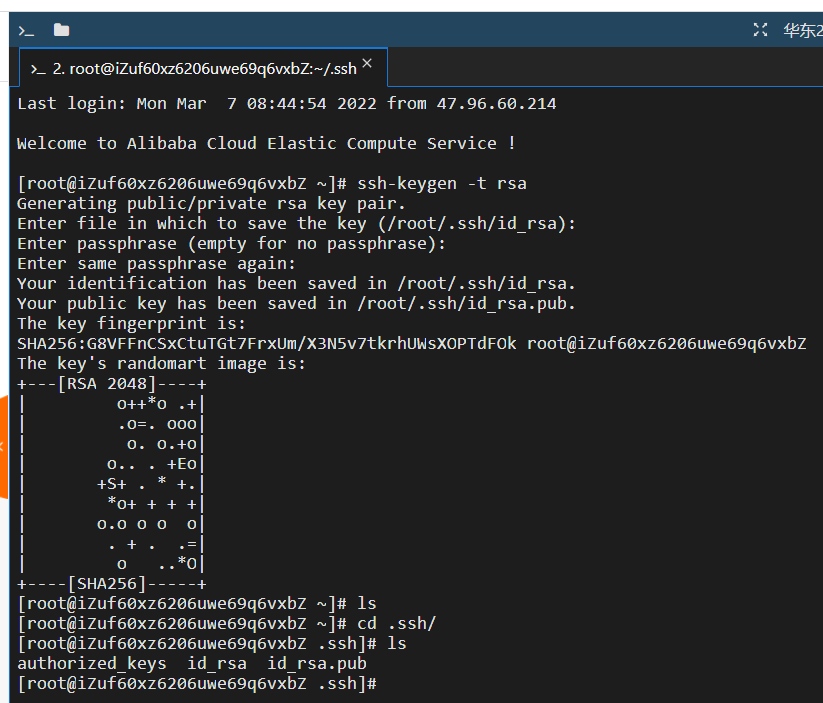 华东2
>_ 2. root@iZuf60xz6206uwe69q6vxbZ:~/.ssh ×
Last login: Mon Mar  7 08:44:54 2022 from 47.96.60.214
Welcome to Alibaba Cloud Elastic Compute Service !
[root@iZuf60xz6206uwe69q6vxbZ ~]# ssh-keygen -t rsa
Generating public/private rsa key pair.
Enter file in which to save the key (/root/.ssh/id_rsa):
Enter passphrase (empty for no passphrase):
Enter same passphrase again:
Your identification has been saved in /root/.ssh/id_rsa.
Your public key has been saved in /root/.ssh/id_rsa.pub.
The key fingerprint is:
SHA256:G8VFFnCSxCtuTGt7FrxUm/X3N5v7tkrhUWsXOPTdFOk root@iZuf60xz6206uwe69q6vxbZ
The key's randomart image is:
+---[RSA 2048]----+
|         o++*o .+|
|         .o=. ooo|
|          o. o.+o|
|        o.. . +Eo|
|       +S+ . * +.|
|        *o+ + + +|
|       o.o o o  o|
|        . + .  .=|
|         o   ..*O|
+----[SHA256]-----+
[root@iZuf60xz6206uwe69q6vxbZ ~]# ls
[root@iZuf60xz6206uwe69q6vxbZ ~]# cd .ssh/
[root@iZuf60xz6206uwe69q6vxbZ .ssh]# ls
authorized_keys  id_rsa  id_rsa.pub
[root@iZuf60xz6206uwe69q6vxbZ .ssh]#